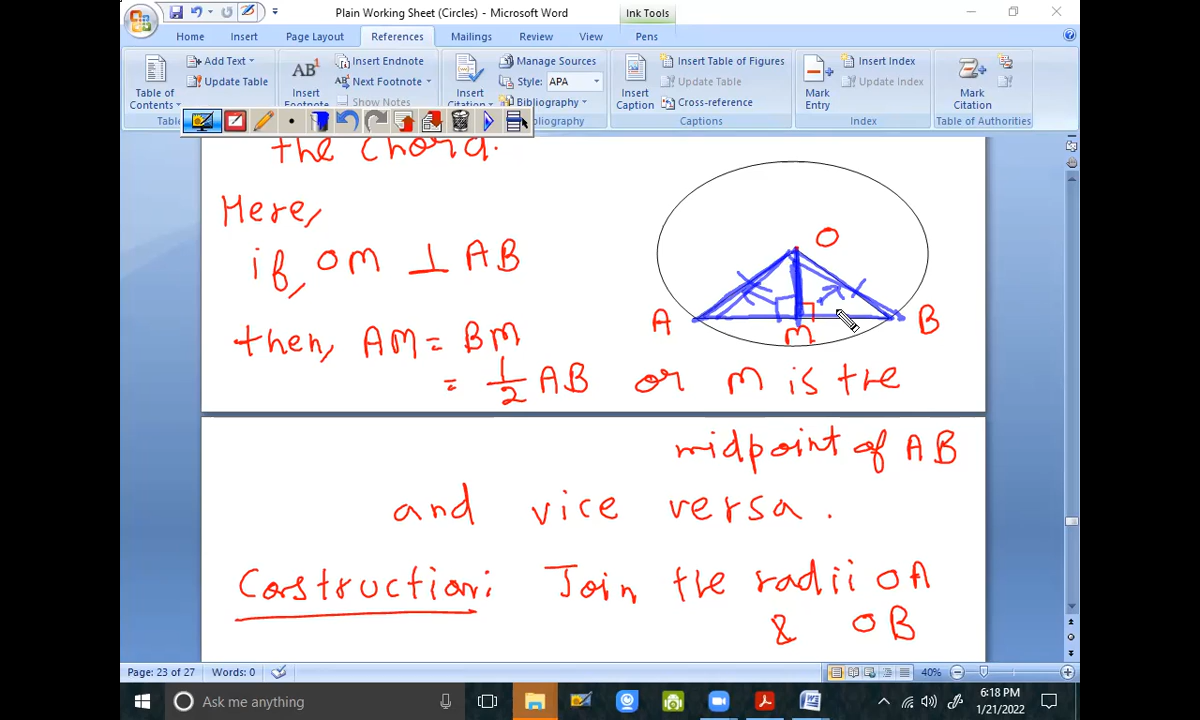 Plain Working Sheet (Circles) - Microsoft Word
Ink Tools
Home
Insert
Page Layout
References
Mailings
Review
View
Pens
Table of Contents
Add Text
Update Table
AB¹
Insert Footnote
Insert Endnote
Next Footnote
Show Notes
Insert Citation
Manage Sources
Style: APA
Bibliography
Insert Caption
Insert Table of Figures
Update Table
Cross-reference
Mark Entry
Insert Index
Update Index
Mark Citation
Table
Bibliography
Captions
Index
Table of Authorities
the chord.
Here,
if, OM ⊥ AB
then, AM = BM
= 1/2 AB or M is the
O
A
B
M
midpoint of AB
and vice versa.
Costruction: Join the radii OA
& OB
Page: 23 of 27
Words: 0
40%
Ask me anything
6:18 PM
1/21/2022